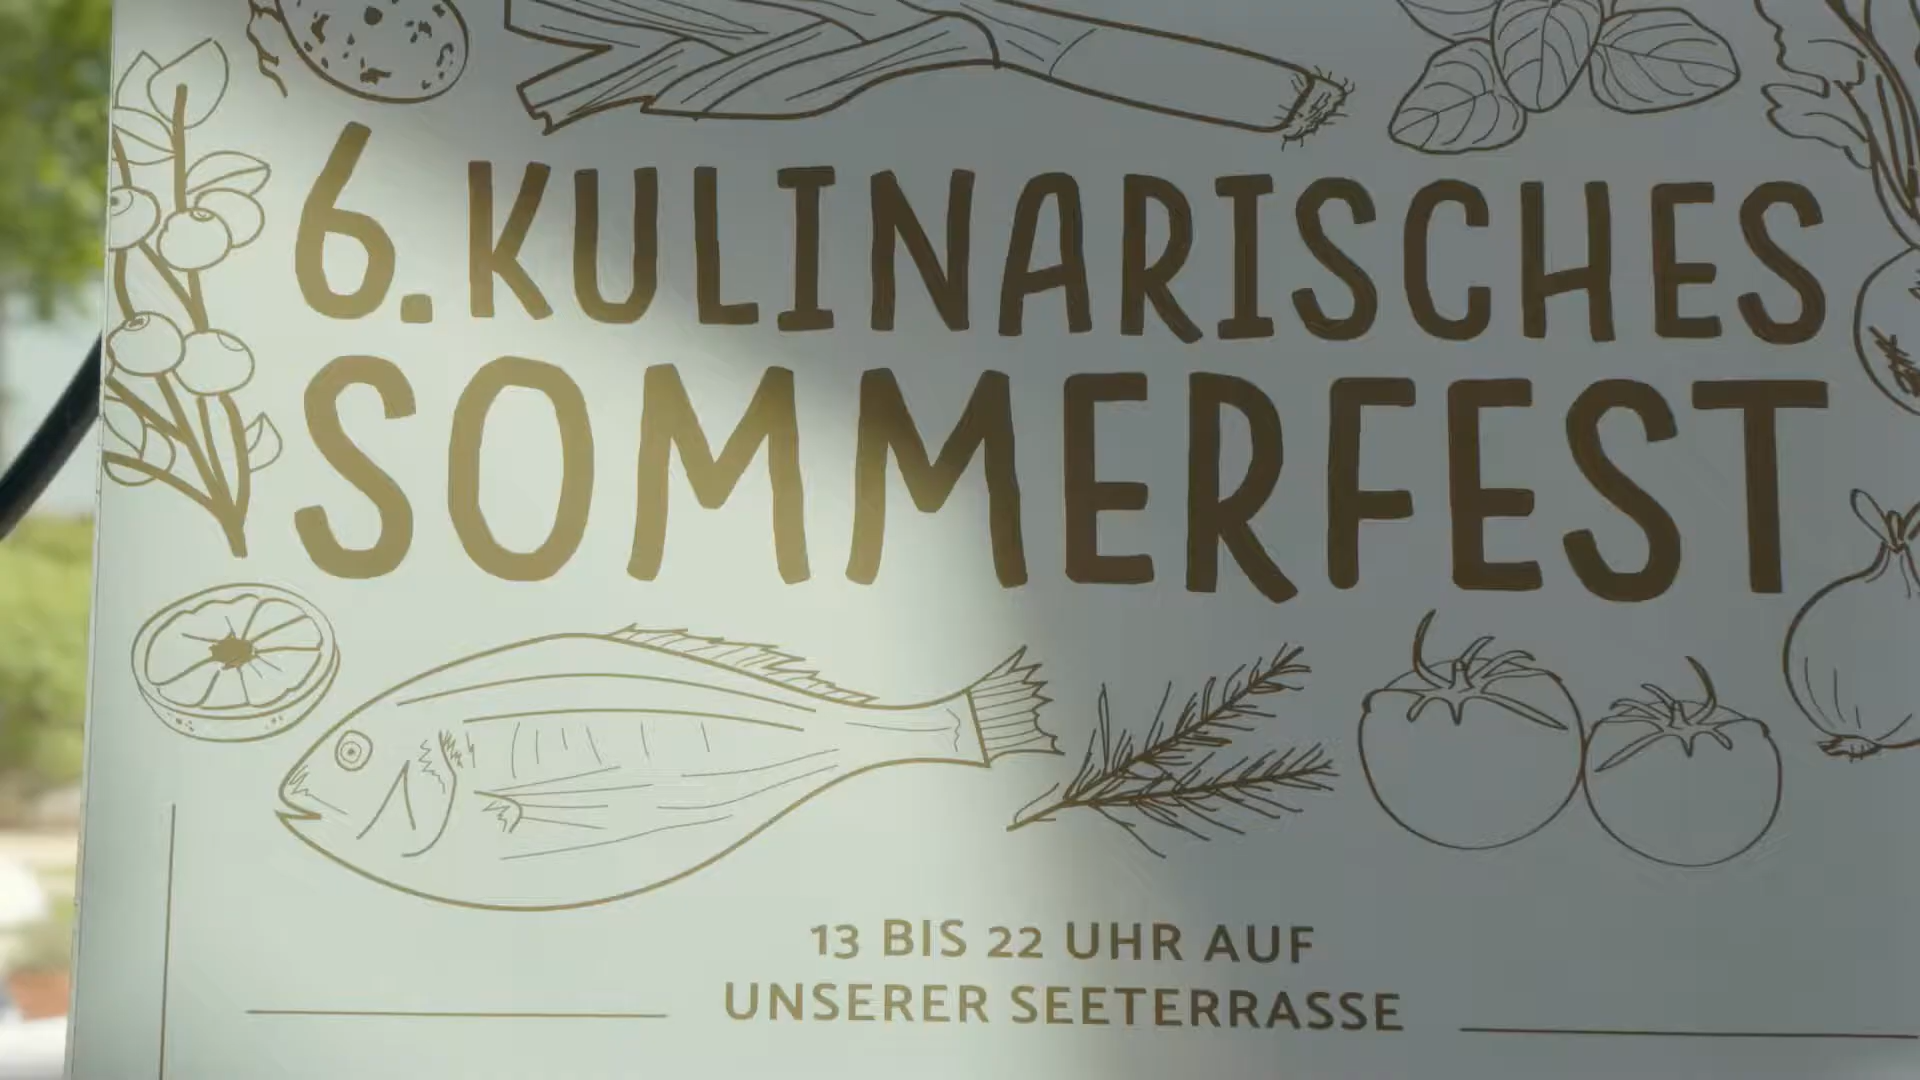 6. KULINARISCHES
SOMMERFEST
13 BIS 22 UHR AUF
UNSERER SEETERRASSE